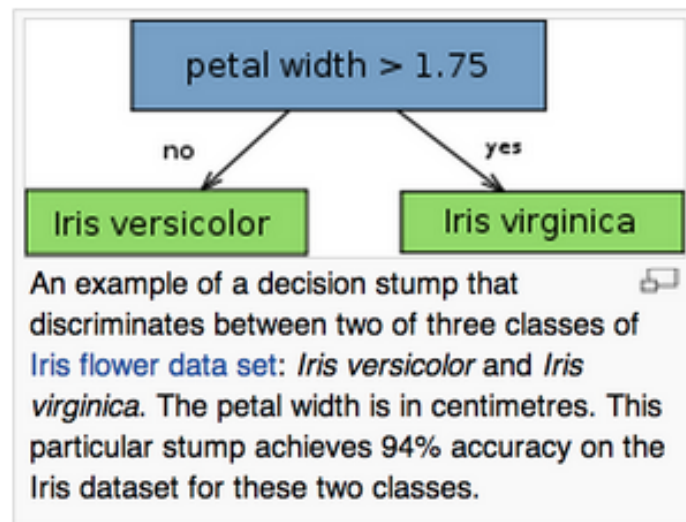 petal width > 1.75
no
yes
Iris versicolor
Iris virginica
An example of a decision stump that
discriminates between two of three classes of
Iris flower data set: Iris versicolor and Iris
virginica. The petal width is in centimetres. This
particular stump achieves 94% accuracy on the
Iris dataset for these two classes.